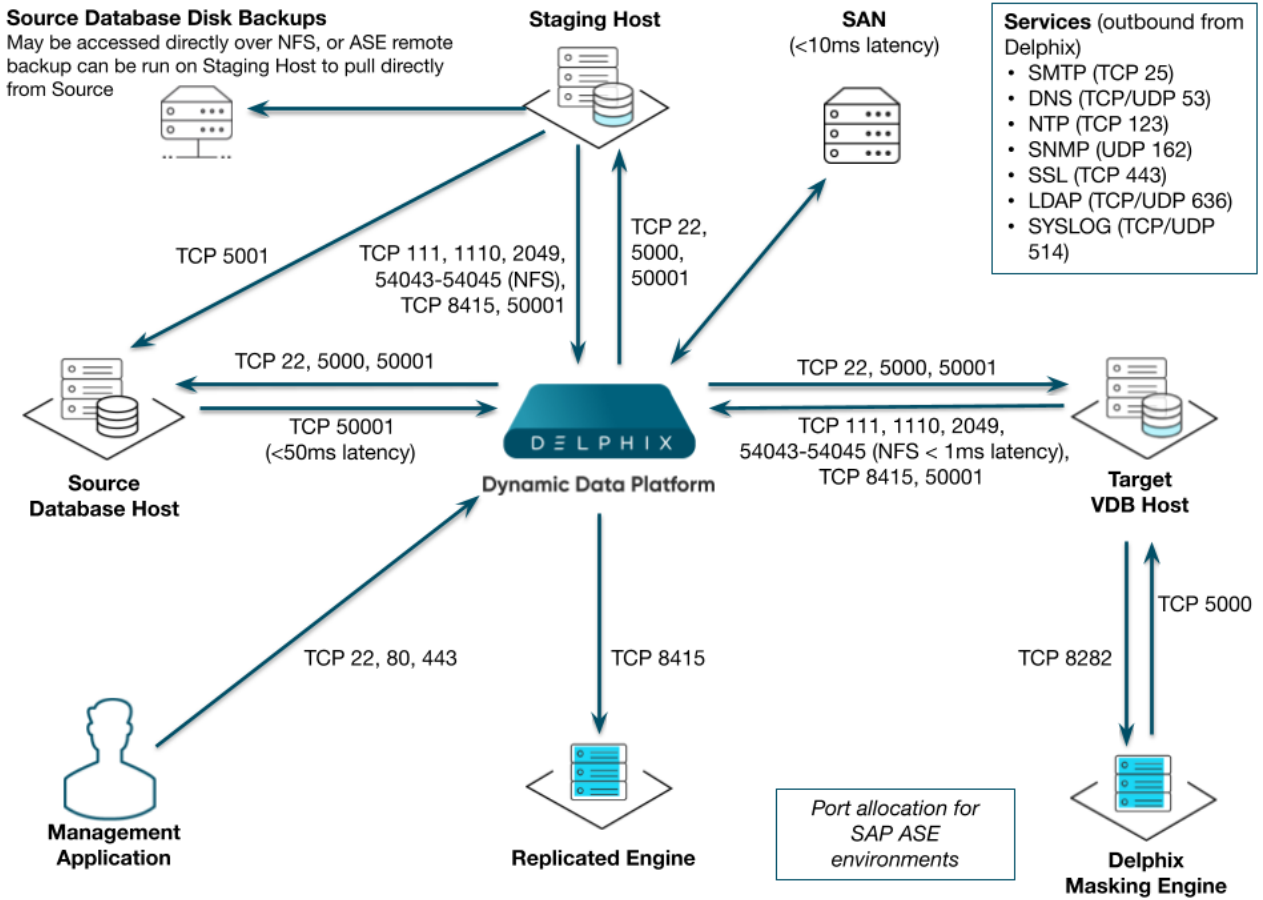 Source Database Disk Backups
May be accessed directly over NFS, or ASE remote
backup can be run on Staging Host to pull directly
from Source
Staging Host
SAN
(<10ms latency)
Services (outbound from
Delphix)
• SMTP (TCP 25)
• DNS (TCP/UDP 53)
• NTP (TCP 123)
• SNMP (UDP 162)
• SSL (TCP 443)
• LDAP (TCP/UDP 636)
• SYSLOG (TCP/UDP
514)
TCP 5001
TCP 111, 1110, 2049,
54043-54045 (NFS),
TCP 8415, 50001
TCP 22,
5000,
50001
TCP 22, 5000, 50001
TCP 50001
(<50ms latency)
Source
Database Host
DELPHIX
Dynamic Data Platform
TCP 22, 5000, 50001
TCP 111, 1110, 2049,
54043-54045 (NFS < 1ms latency),
TCP 8415, 50001
Target
VDB Host
TCP 22, 80, 443
TCP 8415
TCP 8282
TCP 5000
Management
Application
Replicated Engine
Port allocation for
SAP ASE
environments
Delphix
Masking Engine